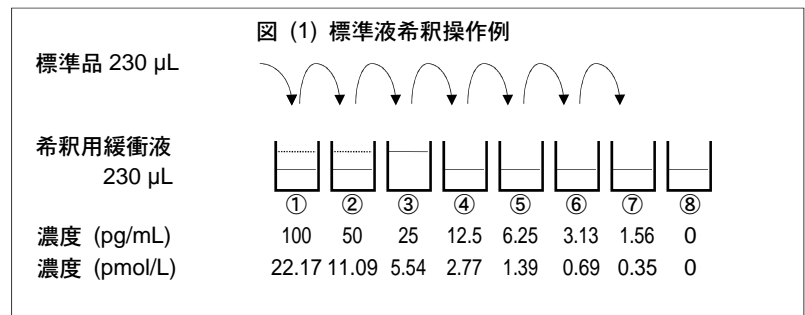 図 (1) 標準液希釈操作例
標準品 230 µL
希釈用緩衝液
230 µL
① ② ③ ④ ⑤ ⑥ ⑦ ⑧
濃度 (pg/mL) 100 50 25 12.5 6.25 3.13 1.56 0
濃度 (pmol/L) 22.17 11.09 5.54 2.77 1.39 0.69 0.35 0